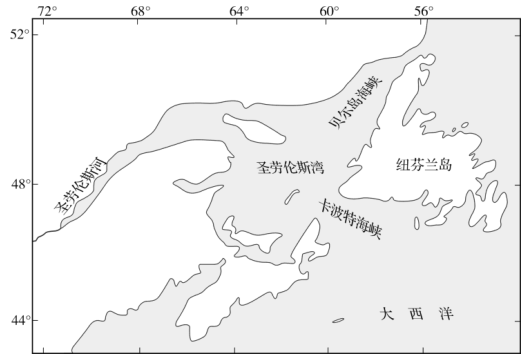 72° 68° 64° 60° 56°
52°
贝尔岛海峡
圣劳伦斯湾
纽芬兰岛
圣劳伦斯河
48°
卡波特海峡
大西洋
44°